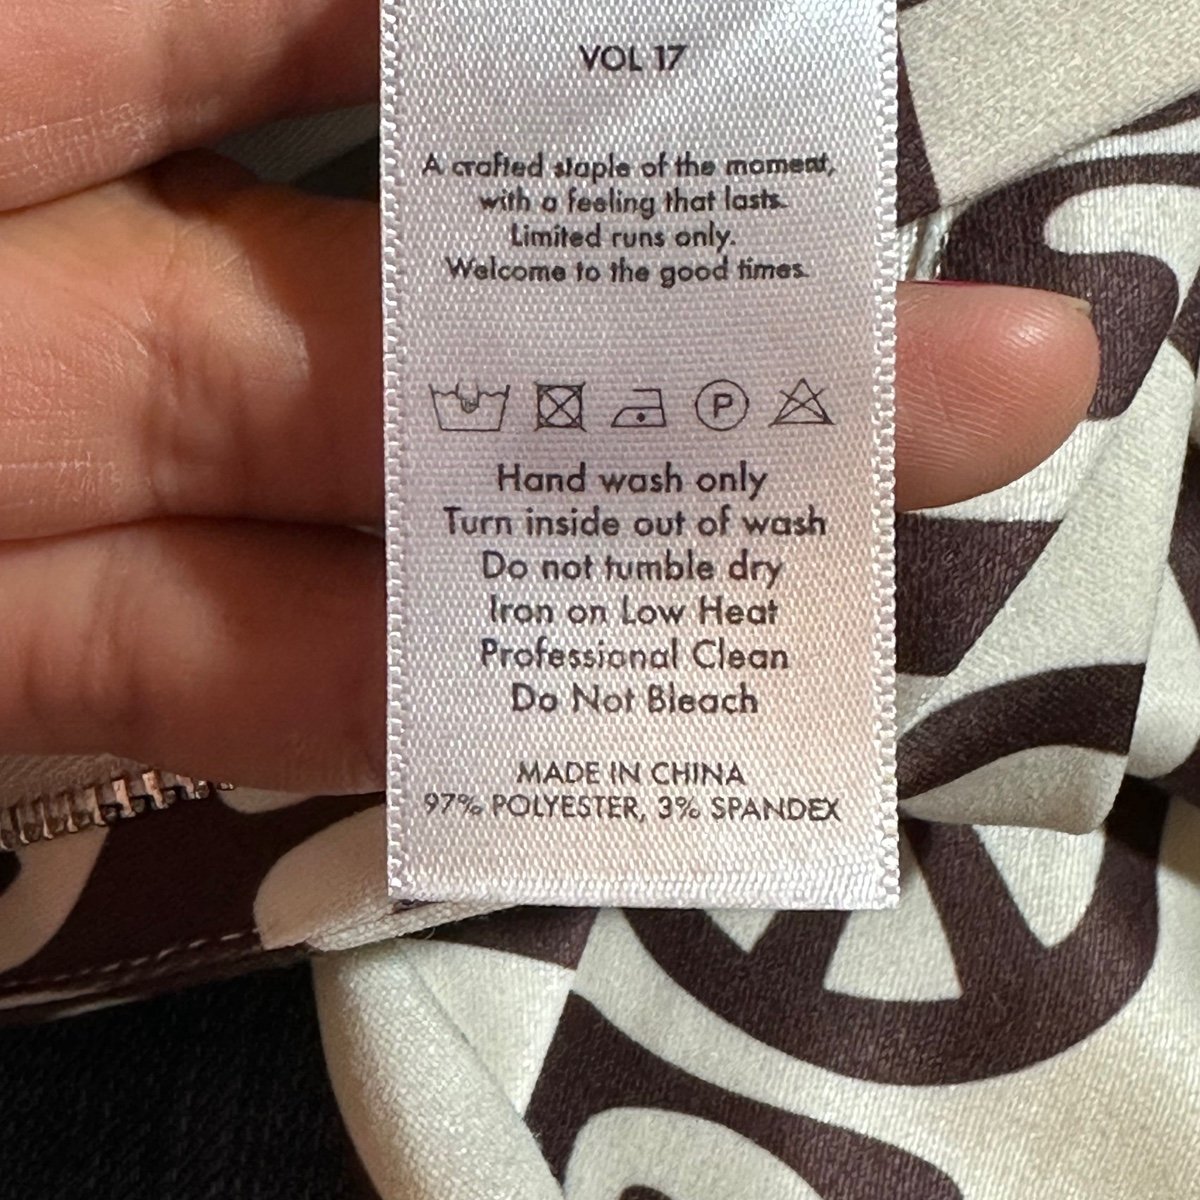 VOL 17
A crafted staple of the moment,
with a feeling that lasts.
Limited runs only.
Welcome to the good times.
P
Hand wash only
Turn inside out of wash
Do not tumble dry
Iron on Low Heat
Professional Clean
Do Not Bleach
MADE IN CHINA
97% POLYESTER, 3% SPANDEX